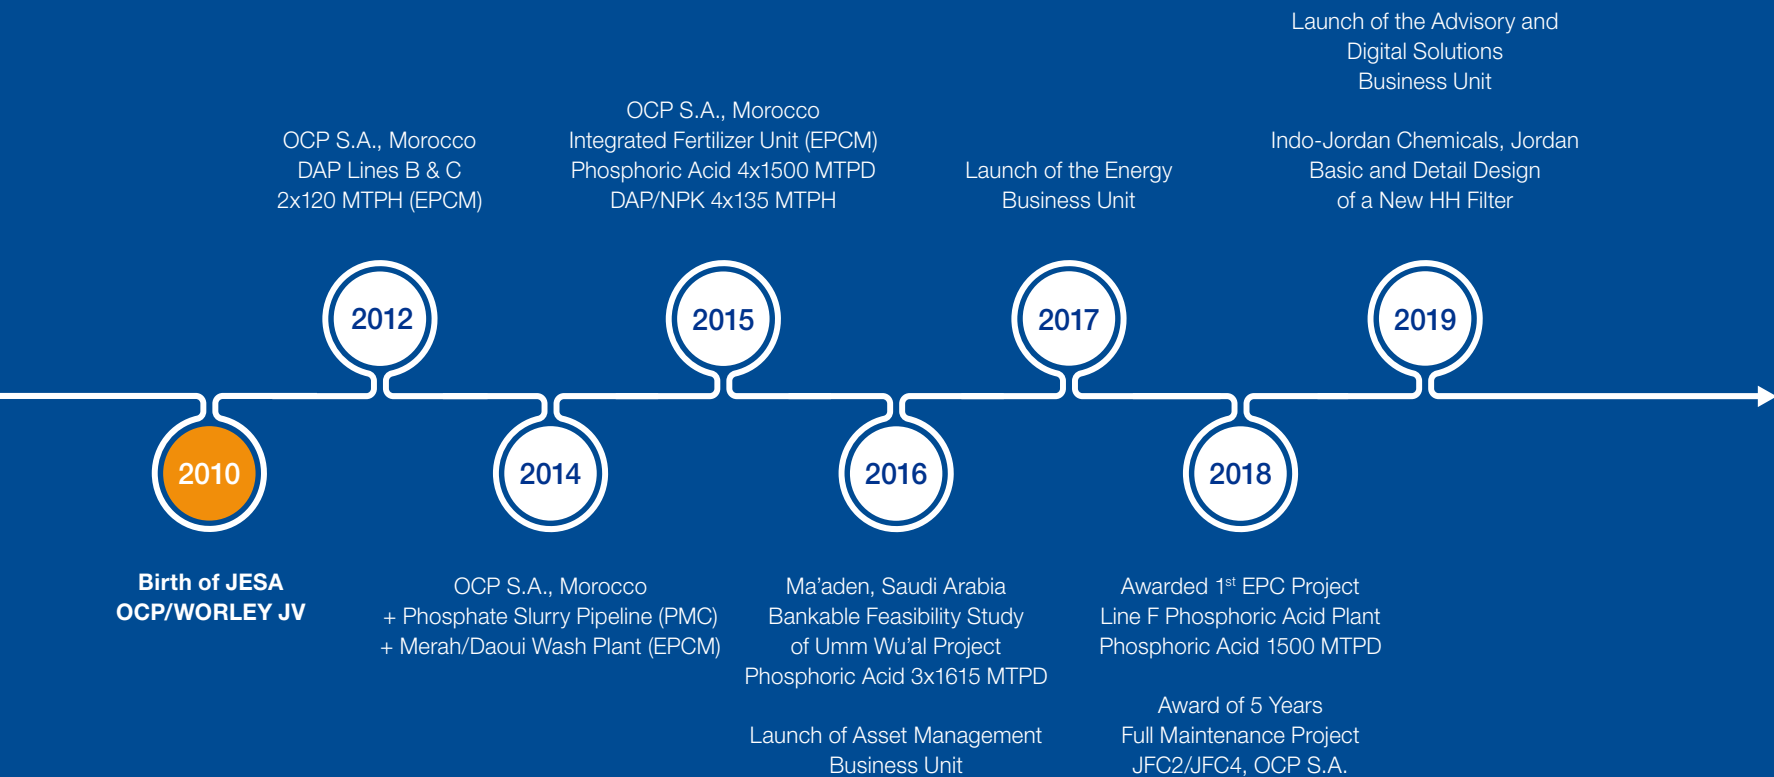 Launch of the Advisory and
Digital Solutions
Business Unit
Indo-Jordan Chemicals, Jordan
Basic and Detail Design
of a New HH Filter
OCP S.A., Morocco
Integrated Fertilizer Unit (EPCM)
Phosphoric Acid 4x1500 MTPD
DAP/NPK 4x135 MTPH
OCP S.A., Morocco
DAP Lines B & C
2x120 MTPH (EPCM)
Launch of the Energy
Business Unit
2012
2015
2017
2019
2010
2014
2016
2018
Birth of JESA
OCP/WORLEY JV
OCP S.A., Morocco
+ Phosphate Slurry Pipeline (PMC)
+ Merah/Daoui Wash Plant (EPCM)
Ma’aden, Saudi Arabia
Bankable Feasibility Study
of Umm Wu’al Project
Phosphoric Acid 3x1615 MTPD
Launch of Asset Management
Business Unit
Awarded 1st EPC Project
Line F Phosphoric Acid Plant
Phosphoric Acid 1500 MTPD
Award of 5 Years
Full Maintenance Project
JFC2/JFC4, OCP S.A.